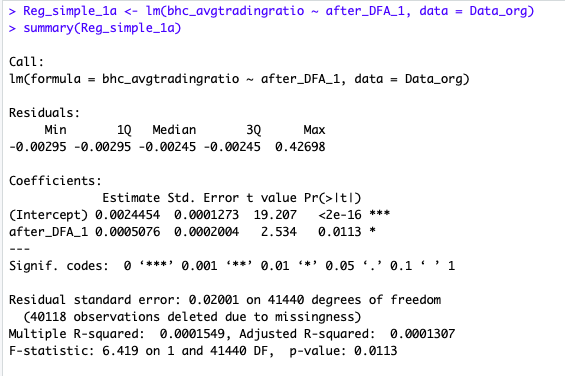 > Reg_simple_1a <- lm(bhc_avgtradingratio ~ after_DFA_1, data = Data_org)
> summary(Reg_simple_1a)
Call:
lm(formula = bhc_avgtradingratio ~ after_DFA_1, data = Data_org)
Residuals:
     Min       1Q   Median       3Q      Max
-0.00295 -0.00295 -0.00245 -0.00245  0.42698
Coefficients:
             Estimate Std. Error t value Pr(>|t|)
(Intercept) 0.0024454  0.0001273  19.207   <2e-16 ***
after_DFA_1 0.0005076  0.0002004   2.534   0.0113 *
---
Signif. codes:  0 ‘***’ 0.001 ‘**’ 0.01 ‘*’ 0.05 ‘.’ 0.1 ‘ ’ 1
Residual standard error: 0.02001 on 41440 degrees of freedom
  (40118 observations deleted due to missingness)
Multiple R-squared:  0.0001549, Adjusted R-squared:  0.0001307
F-statistic: 6.419 on 1 and 41440 DF,  p-value: 0.0113